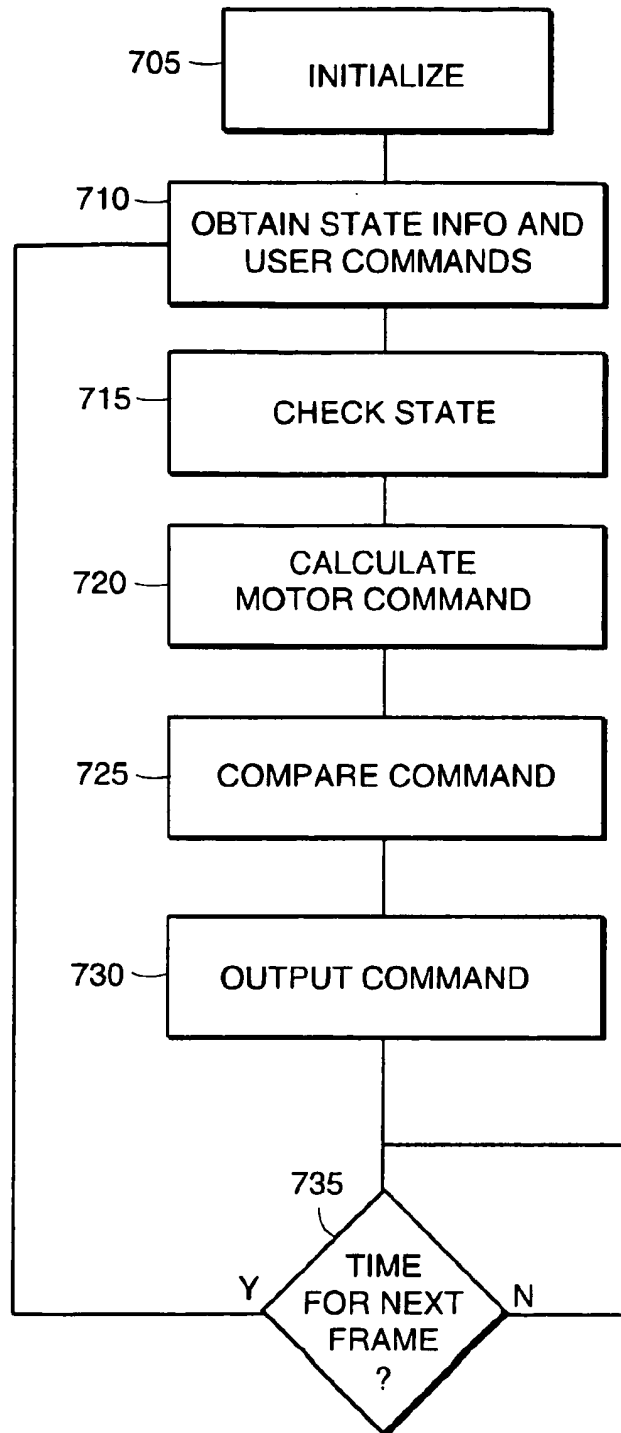 705
INITIALIZE
710
OBTAIN STATE INFO AND
USER COMMANDS
715
CHECK STATE
720
CALCULATE
MOTOR COMMAND
725
COMPARE COMMAND
730
OUTPUT COMMAND
735
TIME
FOR NEXT
FRAME
?
Y
N